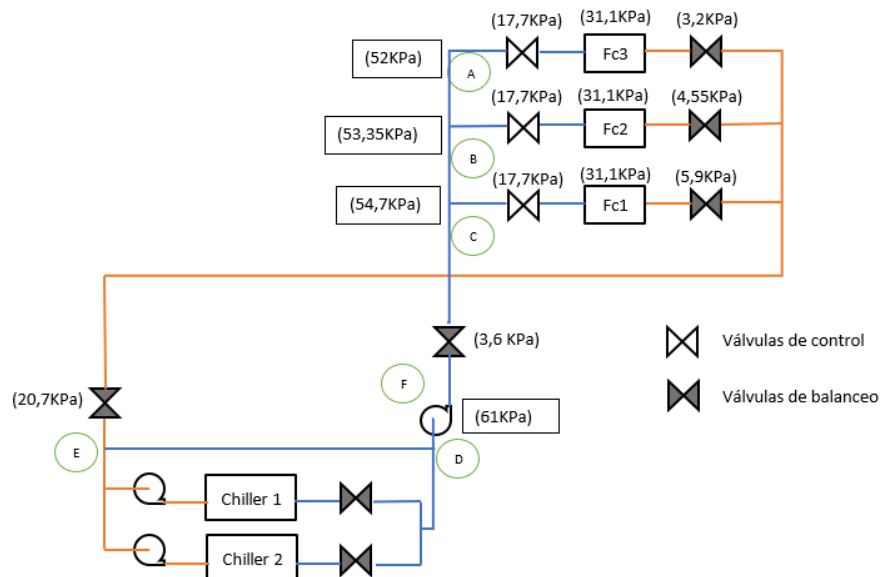 (17,7KPa) (31,1KPa) (3,2KPa)
(52KPa) A Fc3
(17,7KPa) (31,1KPa) (4,55KPa)
(53,35KPa) Fc2
B
(17,7KPa) (31,1KPa) (5,9KPa)
(54,7KPa) Fc1
C
(3,6 KPa) Válvulas de control
F
(20,7KPa) (61KPa) Válvulas de balanceo
E D
Chiller 1
Chiller 2